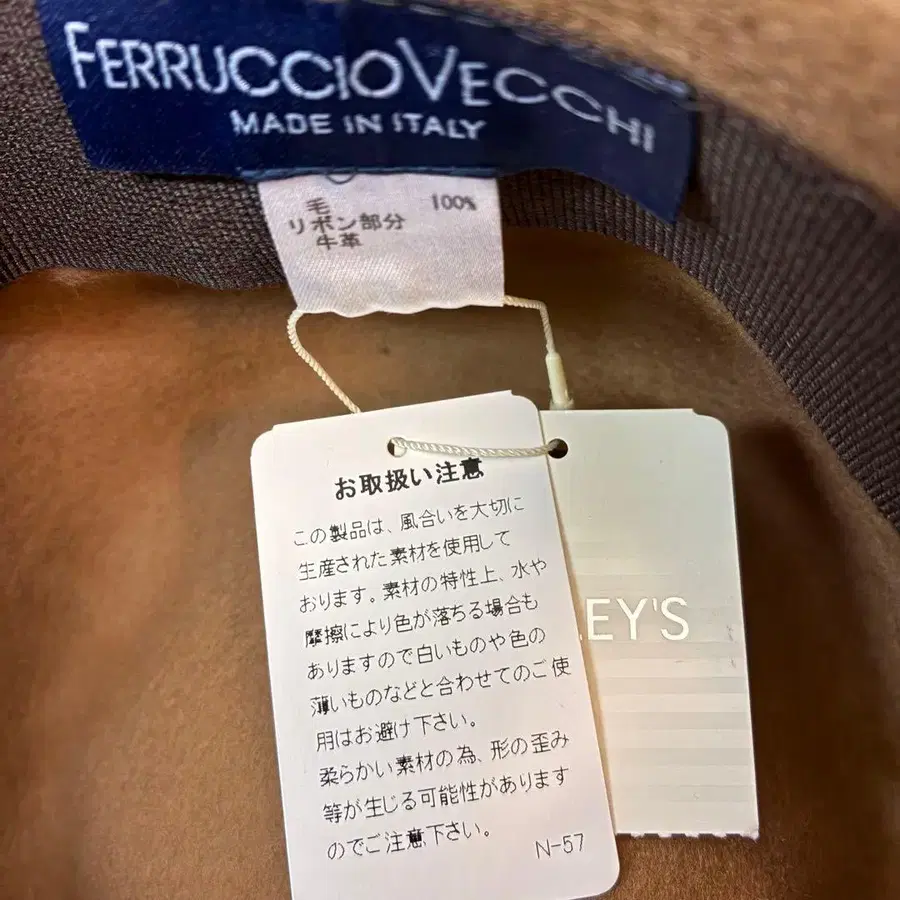 FERRUCCIO VECCHI
MADE IN ITALY
毛 100%
リボン部分
牛革
お取扱い注意
この製品は、風合いを大切に
生産された素材を使用して
おります。素材の特性上、水や
摩擦により色が落ちる場合も
ありますので白いものや色の
薄いものなどと合わせてのご使
用はお避け下さい。
柔らかい素材の為、形の歪み
等が生じる可能性があります
のでご注意下さい。
N-57
LEY'S